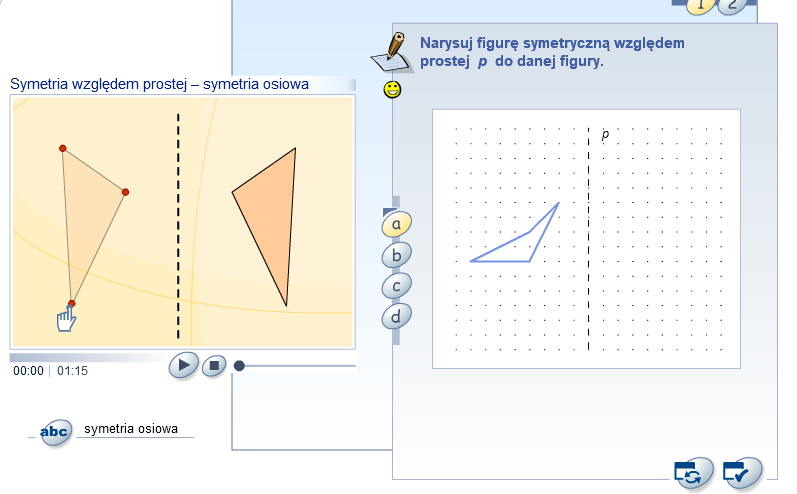 1 2
Narysuj figurę symetryczną względem
prostej p do danej figury.
Symetria względem prostej – symetria osiowa
p
a
b
c
d
00:00 | 01:15
abc symetria osiowa